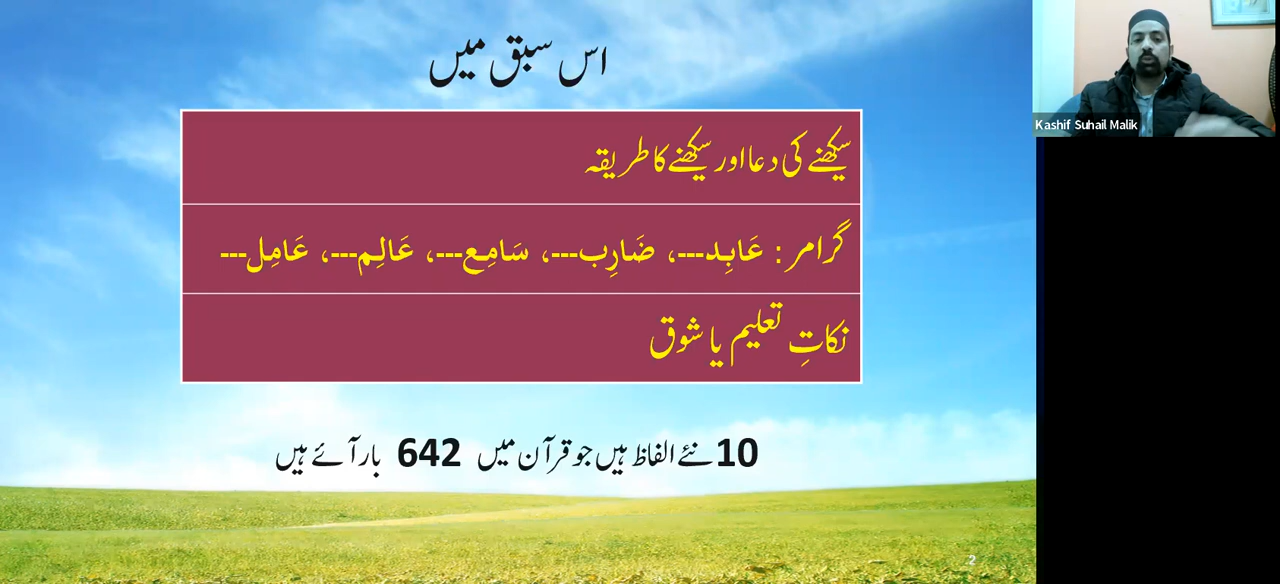 اس سبق میں
سیکھنے کی دعا اور سیکھنے کا طریقہ
گرامر : عَابِد---، ضَارِب---، سَامِع---، عَالِم---، عَامِل---
نکاتِ تعلیم یا شوق
10 نئے الفاظ ہیں جو قرآن میں 642 بار آئے ہیں
2
Kashif Suhail Malik